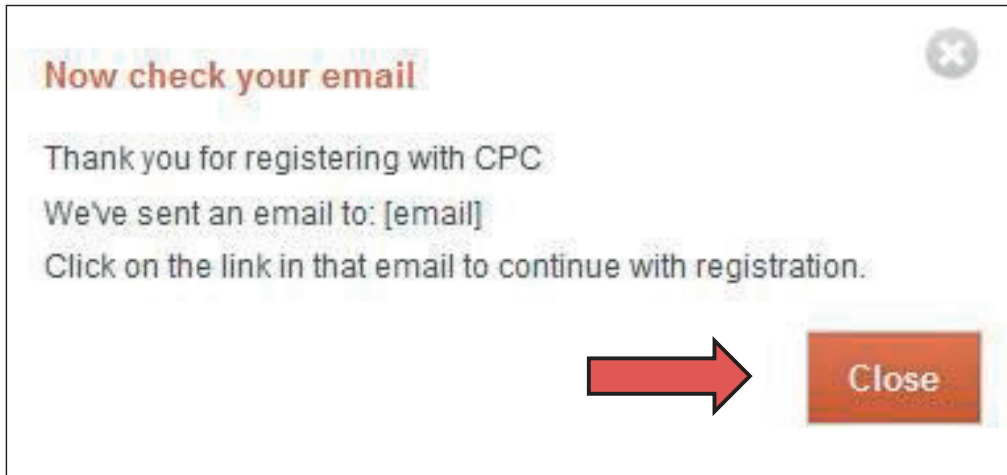 Now check your email
Thank you for registering with CPC
We've sent an email to: [email]
Click on the link in that email to continue with registration.
Close